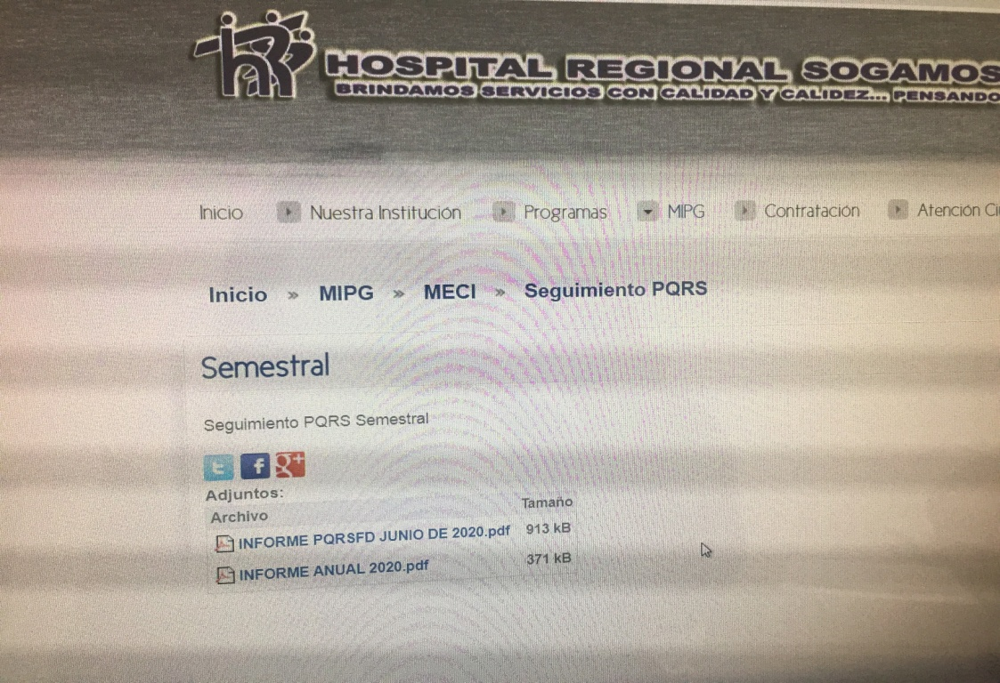 HOSPITAL REGIONAL SOGAMOS
BRINDAMOS SERVICIOS CON CALIDAD Y CALIDEZ... PENSANDO
Inicio Nuestra Institución Programas MIPG Contratación Atención Ci
Inicio » MIPG » MECI » Seguimiento PQRS
Semestral
Seguimiento PQRS Semestral
Adjuntos:
Archivo Tamaño
INFORME PQRSFD JUNIO DE 2020.pdf 913 kB
INFORME ANUAL 2020.pdf 371 kB